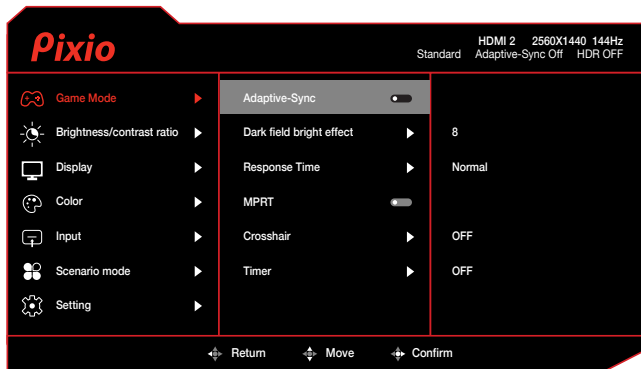 Pixio
HDMI 2 2560X1440 144Hz
Standard Adaptive-Sync Off HDR OFF
Game Mode
Brightness/contrast ratio
Display
Color
Input
Scenario mode
Setting
Adaptive-Sync
Dark field bright effect 8
Response Time Normal
MPRT
Crosshair OFF
Timer OFF
Return Move Confirm